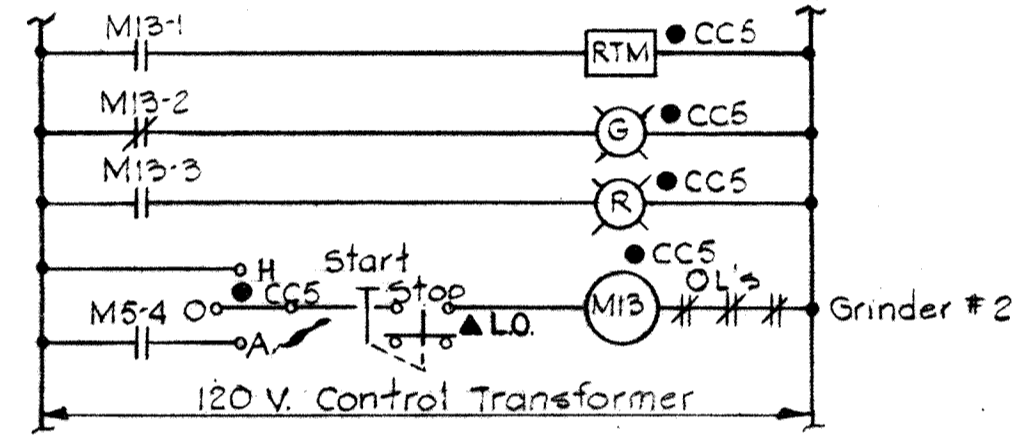 M13-1
RTM CC5
M13-2
G CC5
M13-3
R CC5
H Start CC5
CC5 Stop OL's
M5-4 O M13 Grinder #2
A L.O.
120 V. Control Transformer